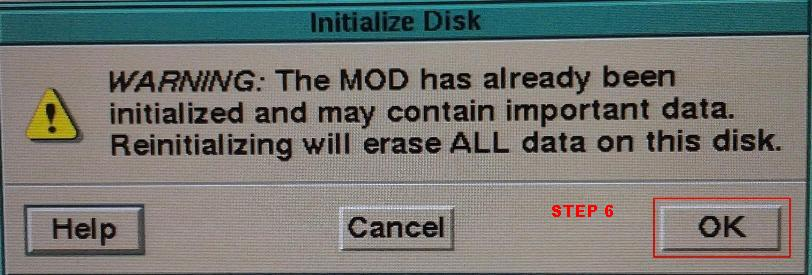 Initialize Disk
WARNING: The MOD has already been
initialized and may contain important data.
Reinitializing will erase ALL data on this disk.
Help
Cancel
STEP 6
OK